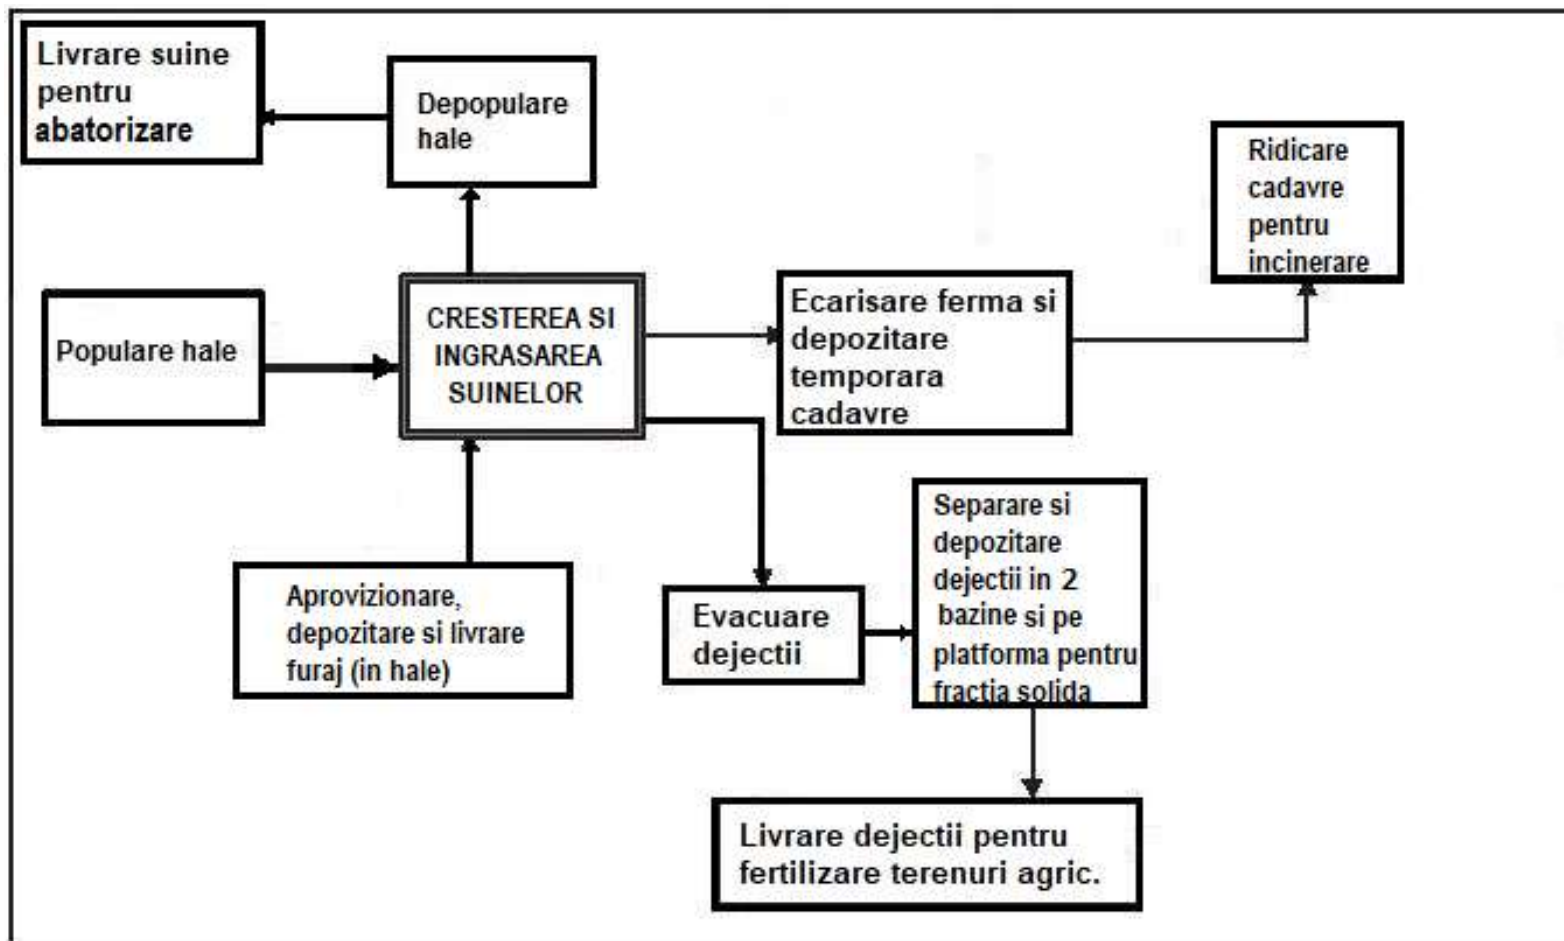 Livrare suine
pentru
abatorizare
Depopulare
hale
Ridicare
cadavre
pentru
incinerare
Populare hale
CRESTEREA SI
INGRASAREA
SUINELOR
Ecarisare ferma si
depozitare
temporara
cadavre
Aprovizionare,
depozitare si livrare
furaj (in hale)
Evacuare
dejectii
Separare si
depozitare
dejectii in 2
bazine si pe
platforma pentru
fractia solida
Livrare dejectii pentru
fertilizare terenuri agric.